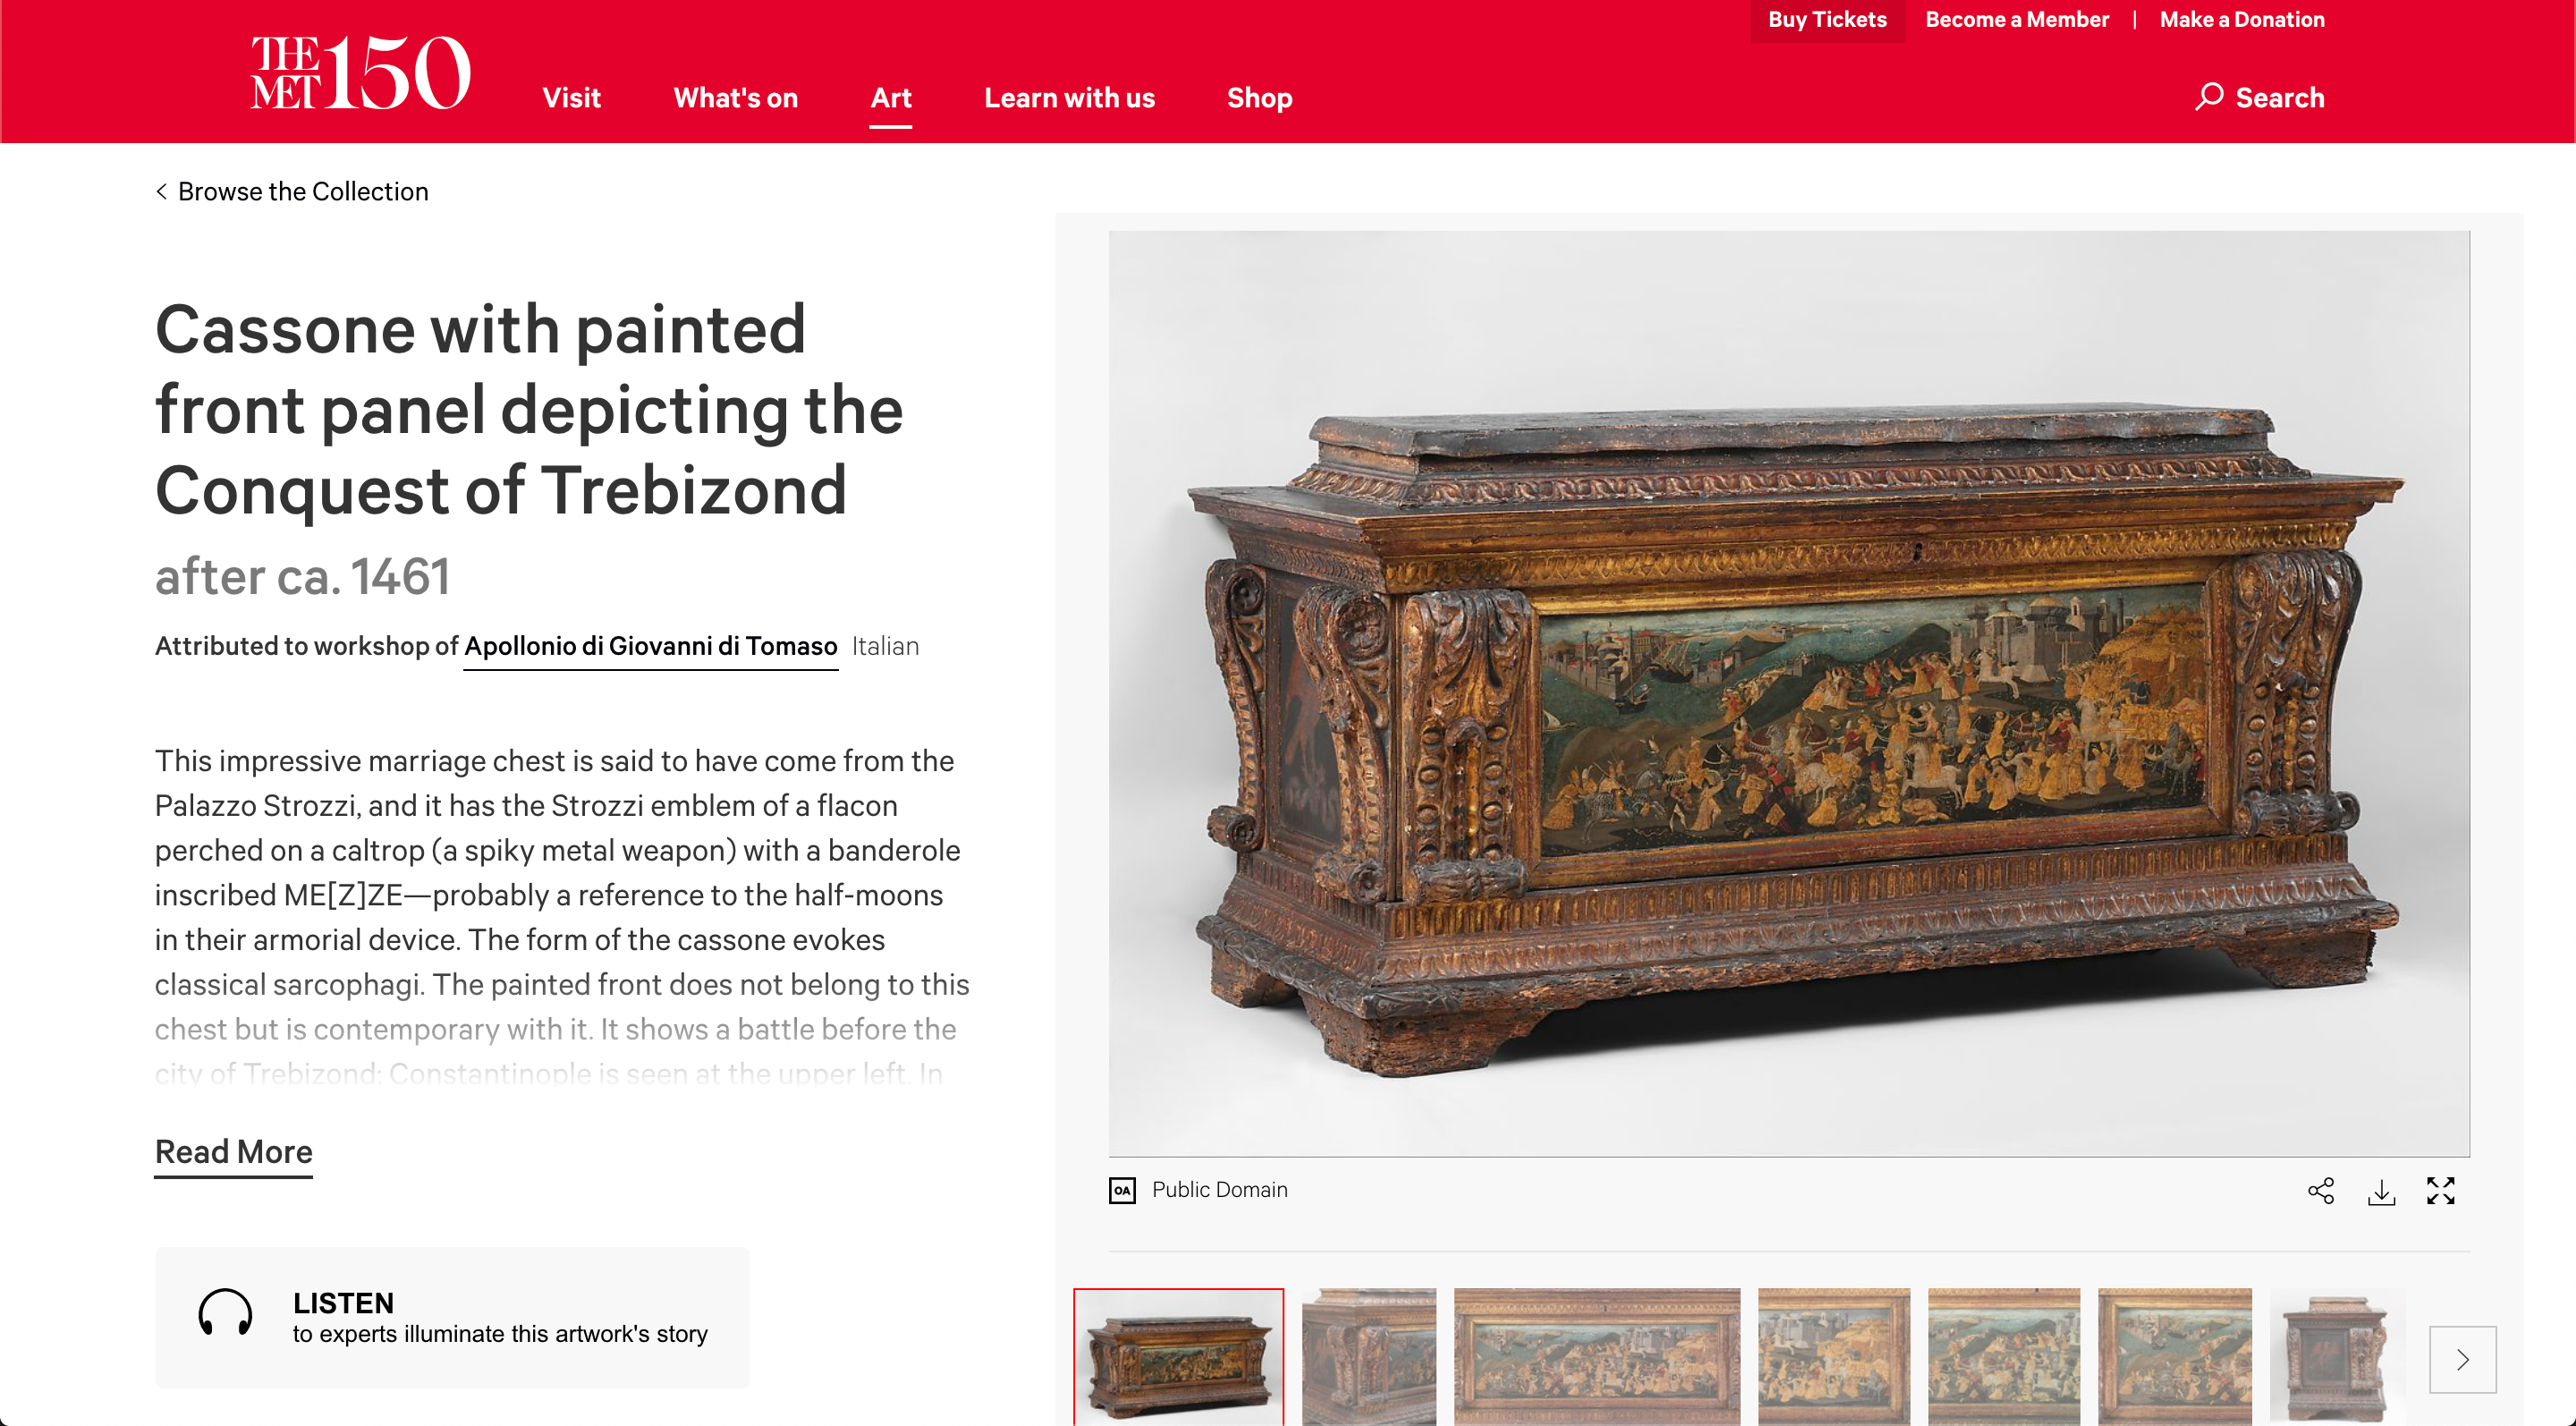 Buy Tickets Become a Member | Make a Donation
THE MET 150
Visit What's on Art Learn with us Shop Search
Browse the Collection
Cassone with painted
front panel depicting the
Conquest of Trebizond
after ca. 1461
Attributed to workshop of Apollonio di Giovanni di Tomaso Italian
This impressive marriage chest is said to have come from the
Palazzo Strozzi, and it has the Strozzi emblem of a flacon
perched on a caltrop (a spiky metal weapon) with a banderole
inscribed ME[Z]ZE—probably a reference to the half-moons
in their armorial device. The form of the cassone evokes
classical sarcophagi. The painted front does not belong to this
chest but is contemporary with it. It shows a battle before the
city of Trebizond; Constantinople is seen at the upper left. In
Read More
LISTEN
to experts illuminate this artwork's story
OA Public Domain